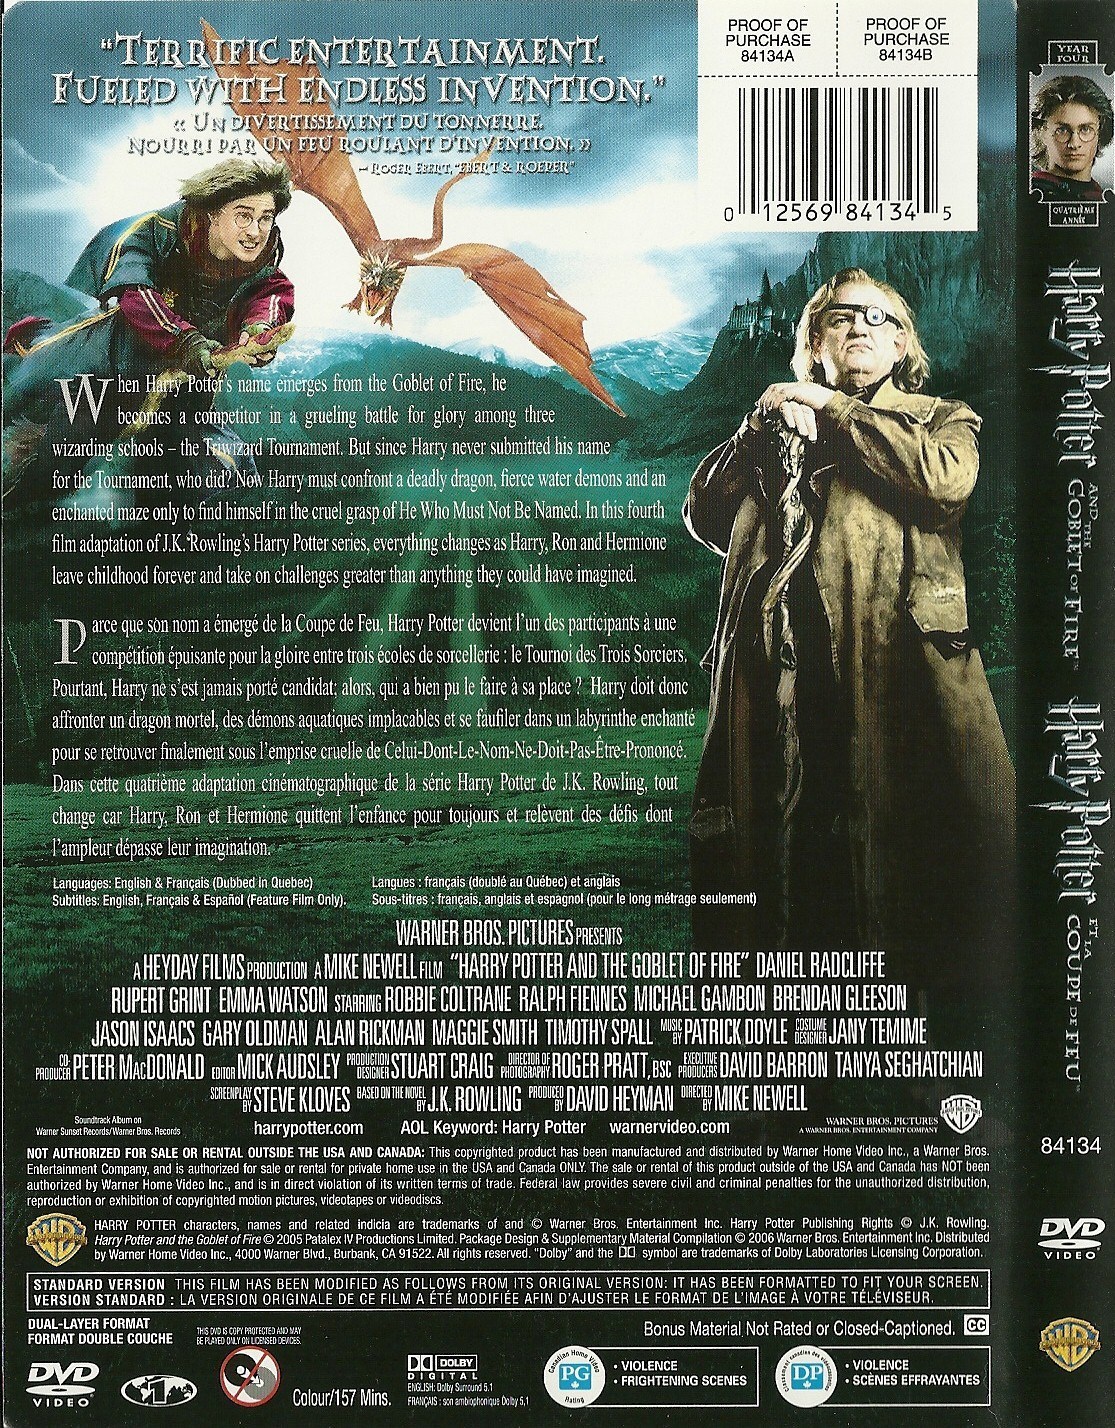 "TERRIFIC ENTERTAINMENT.
FUELED WITH ENDLESS INVENTION."
« UN DIVERTISSEMENT DU TONNERRE.
NOURRI PAR UN FEU ROULANT D'INVENTION. »
– ROGER EBERT, "EBERT & ROEPER"
PROOF OF PURCHASE 84134A
PROOF OF PURCHASE 84134B
0 12569 84134 5
When Harry Potter's name emerges from the Goblet of Fire, he
becomes a competitor in a grueling battle for glory among three
wizarding schools – the Triwizard Tournament. But since Harry never submitted his name
for the Tournament, who did? Now Harry must confront a deadly dragon, fierce water demons and an
enchanted maze only to find himself in the cruel grasp of He Who Must Not Be Named. In this fourth
film adaptation of J.K. Rowling's Harry Potter series, everything changes as Harry, Ron and Hermione
leave childhood forever and take on challenges greater than anything they could have imagined.
Parce que son nom a émergé de la Coupe de Feu, Harry Potter devient l'un des participants à une
compétition épuisante pour la gloire entre trois écoles de sorcellerie : le Tournoi des Trois Sorciers.
Pourtant, Harry ne s'est jamais porté candidat; alors, qui a bien pu le faire à sa place ? Harry doit donc
affronter un dragon mortel, des démons aquatiques implacables et se faufiler dans un labyrinthe enchanté
pour se retrouver finalement sous l'emprise cruelle de Celui-Dont-Le-Nom-Ne-Doit-Pas-Être-Prononcé.
Dans cette quatrième adaptation cinématographique de la série Harry Potter de J.K. Rowling, tout
change car Harry, Ron et Hermione quittent l'enfance pour toujours et relèvent des défis dont
l'ampleur dépasse leur imagination.
Languages: English & Français (Dubbed in Quebec)
Subtitles: English, Français & Español (Feature Film Only).
Langues : français (doublé au Québec) et anglais
Sous-titres : français, anglais et espagnol (pour le long métrage seulement)
WARNER BROS. PICTURES PRESENTS
A HEYDAY FILMS PRODUCTION A MIKE NEWELL FILM "HARRY POTTER AND THE GOBLET OF FIRE" DANIEL RADCLIFFE
RUPERT GRINT EMMA WATSON STARRING ROBBIE COLTRANE RALPH FIENNES MICHAEL GAMBON BRENDAN GLEESON
JASON ISAACS GARY OLDMAN ALAN RICKMAN MAGGIE SMITH TIMOTHY SPALL MUSIC BY PATRICK DOYLE COSTUME DESIGNER JANY TEMIME
CO-PRODUCER PETER MacDONALD EDITOR MICK AUDSLEY PRODUCTION DESIGNER STUART CRAIG DIRECTOR OF PHOTOGRAPHY ROGER PRATT, BSC EXECUTIVE PRODUCERS DAVID BARRON TANYA SEGHATCHIAN
SCREENPLAY BY STEVE KLOVES BASED ON THE NOVEL BY J.K. ROWLING PRODUCED BY DAVID HEYMAN DIRECTED BY MIKE NEWELL
Soundtrack Album on
Warner Sunset Records/Warner Bros. Records
harrypotter.com AOL Keyword: Harry Potter warnervideo.com
WARNER BROS. PICTURES
A WARNER BROS. ENTERTAINMENT COMPANY
NOT AUTHORIZED FOR SALE OR RENTAL OUTSIDE THE USA AND CANADA: This copyrighted product has been manufactured and distributed by Warner Home Video Inc., a Warner Bros.
Entertainment Company, and is authorized for sale or rental for private home use in the USA and Canada ONLY. The sale or rental of this product outside of the USA and Canada has NOT been
authorized by Warner Home Video Inc., and is in direct violation of its written terms of trade. Federal law provides severe civil and criminal penalties for the unauthorized distribution,
reproduction or exhibition of copyrighted motion pictures, videotapes or videodiscs.
WB
HARRY POTTER characters, names and related indicia are trademarks of and © Warner Bros. Entertainment Inc. Harry Potter Publishing Rights © J.K. Rowling.
Harry Potter and the Goblet of Fire © 2005 Patalex IV Productions Limited. Package Design & Supplementary Material Compilation © 2006 Warner Bros. Entertainment Inc. Distributed
by Warner Home Video Inc., 4000 Warner Blvd., Burbank, CA 91522. All rights reserved. "Dolby" and the DD symbol are trademarks of Dolby Laboratories Licensing Corporation.
STANDARD VERSION THIS FILM HAS BEEN MODIFIED AS FOLLOWS FROM ITS ORIGINAL VERSION: IT HAS BEEN FORMATTED TO FIT YOUR SCREEN.
VERSION STANDARD : LA VERSION ORIGINALE DE CE FILM A ÉTÉ MODIFIÉE AFIN D'AJUSTER LE FORMAT DE L'IMAGE À VOTRE TÉLÉVISEUR.
DUAL-LAYER FORMAT
FORMAT DOUBLE COUCHE
THIS DVD IS COPY PROTECTED AND MAY
BE PLAYED ONLY ON LICENSED DEVICES.
Bonus Material Not Rated or Closed-Captioned. CC
DVD
VIDEO
1
Colour/157 Mins.
DOLBY
DIGITAL
ENGLISH: Dolby Surround 5.1
FRANÇAIS : son ambiophonique Dolby 5,1
Canadian Home Video
PG
Rating
• VIOLENCE
• FRIGHTENING SCENES
DP
• VIOLENCE
• SCÈNES EFFRAYANTES
YEAR
FOUR
QUATRIÈME
ANNÉE
Harry Potter
AND THE
GOBLET OF FIRE™
Harry Potter
ET LA
COUPE DE FEU™
84134
DVD
VIDEO
WB